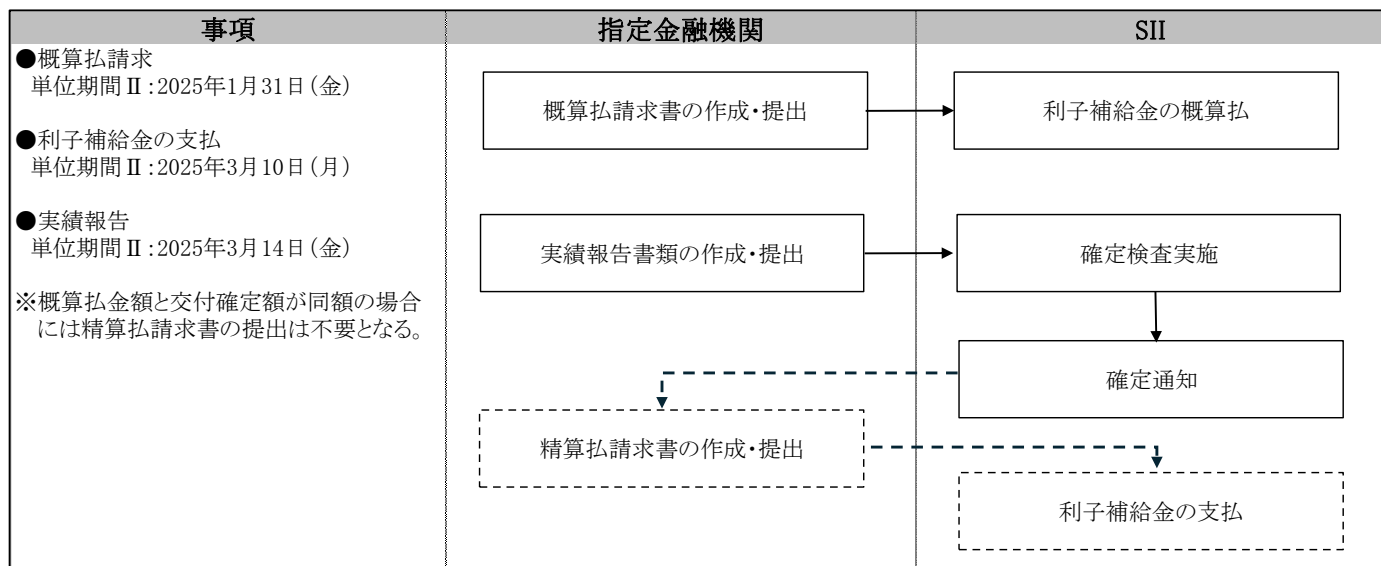 事項
指定金融機関
SII
●概算払請求
単位期間Ⅱ:2025年1月31日(金)
●利子補給金の支払
単位期間Ⅱ:2025年3月10日(月)
●実績報告
単位期間Ⅱ:2025年3月14日(金)
※概算払金額と交付確定額が同額の場合
には精算払請求書の提出は不要となる。
概算払請求書の作成・提出
利子補給金の概算払
実績報告書類の作成・提出
確定検査実施
確定通知
精算払請求書の作成・提出
利子補給金の支払